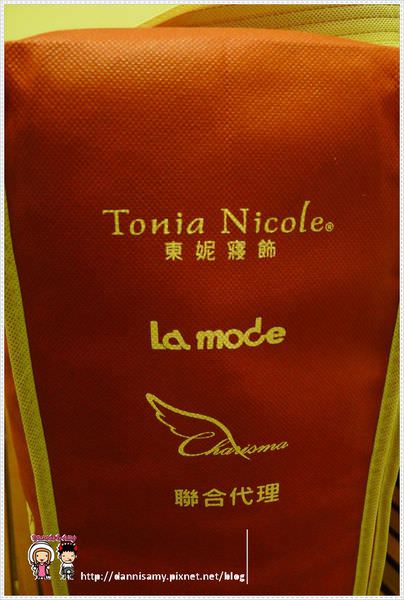 Tonia Nicole®
東妮寢飾
La mode
Charisma
聯合代理
http://dannisamy.pixnet.net/blog